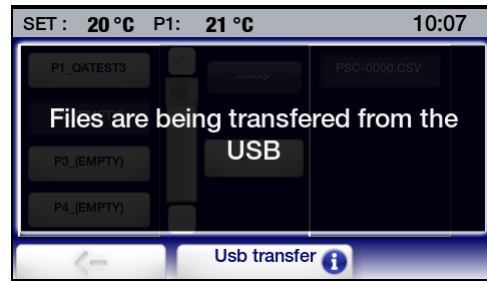 SET : 20 °C P1: 21 °C 10:07
P1_QATEST3
-----> PSC-0000.CSV
Files are being transfered from the
USB
P3_(EMPTY)
P4_(EMPTY)
Usb transfer